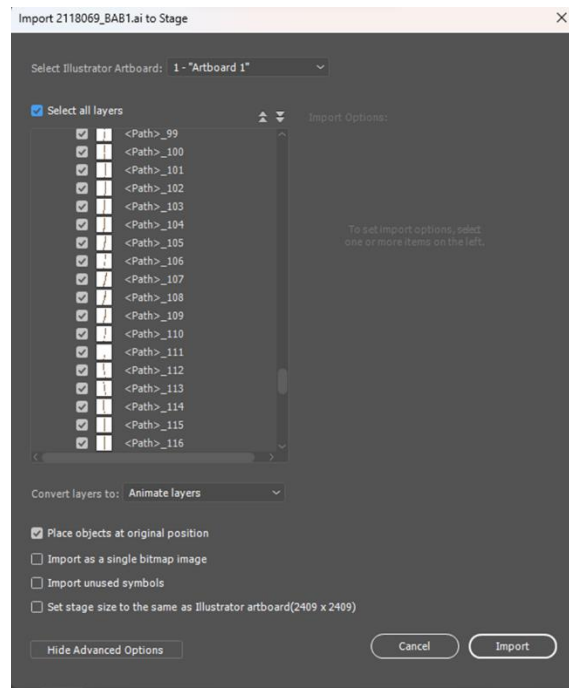 Import 2118069_BAB1.ai to Stage
Select Illustrator Artboard: 1 - "Artboard 1"
Select all layers
Import Options:
<Path>_99
<Path>_100
<Path>_101
<Path>_102
<Path>_103
<Path>_104
<Path>_105
<Path>_106
<Path>_107
<Path>_108
<Path>_109
<Path>_110
<Path>_111
<Path>_112
<Path>_113
<Path>_114
<Path>_115
<Path>_116
To set import options, select
one or more items on the left.
Convert layers to: Animate layers
Place objects at original position
Import as a single bitmap image
Import unused symbols
Set stage size to the same as Illustrator artboard(2409 x 2409)
Hide Advanced Options
Cancel
Import